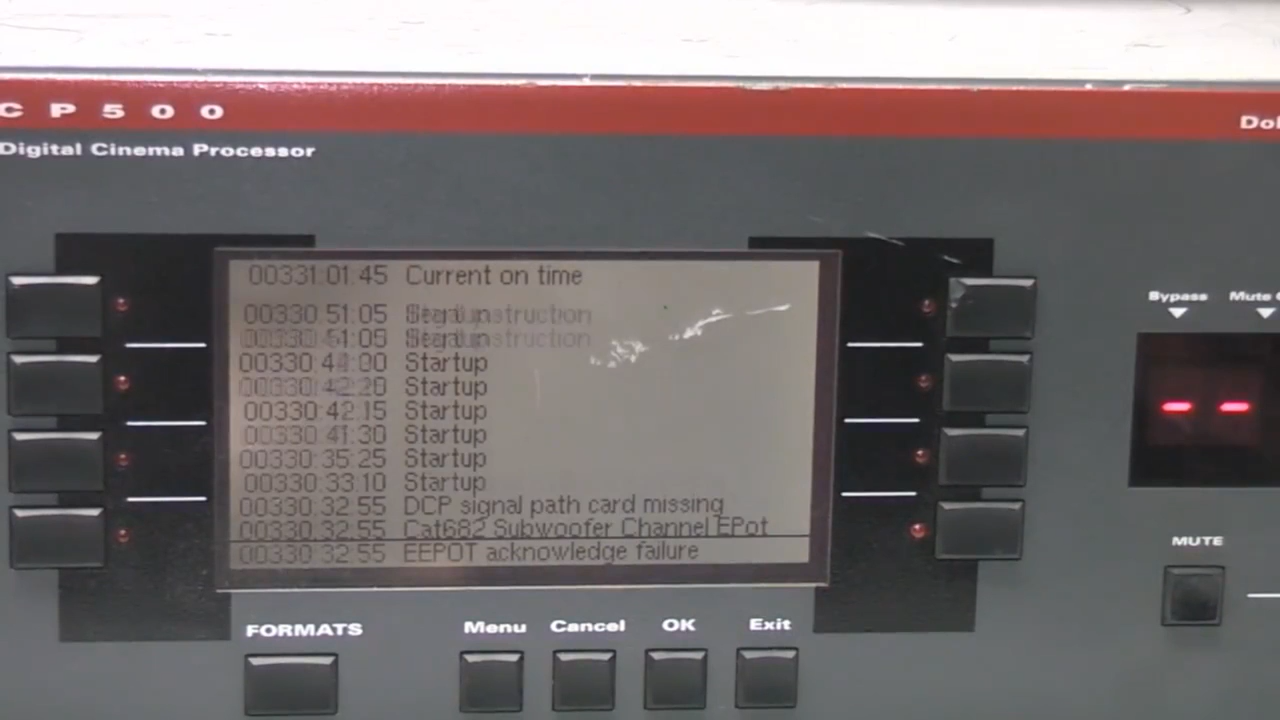 CP500
Dol
Digital Cinema Processor
00331:01:45 Current on time
00330:51:05
00330:51:05
00330:44:00 Startup
00330:42:20 Startup
00330:42:15 Startup
00330:41:30 Startup
00330:35:25 Startup
00330:33:10 Startup
00330:32:55 DCP signal path card missing
00330:32:55 Cat682 Subwoofer Channel EPot
00330:32:55 EEPOT acknowledge failure
Bypass Mute
MUTE
FORMATS Menu Cancel OK Exit